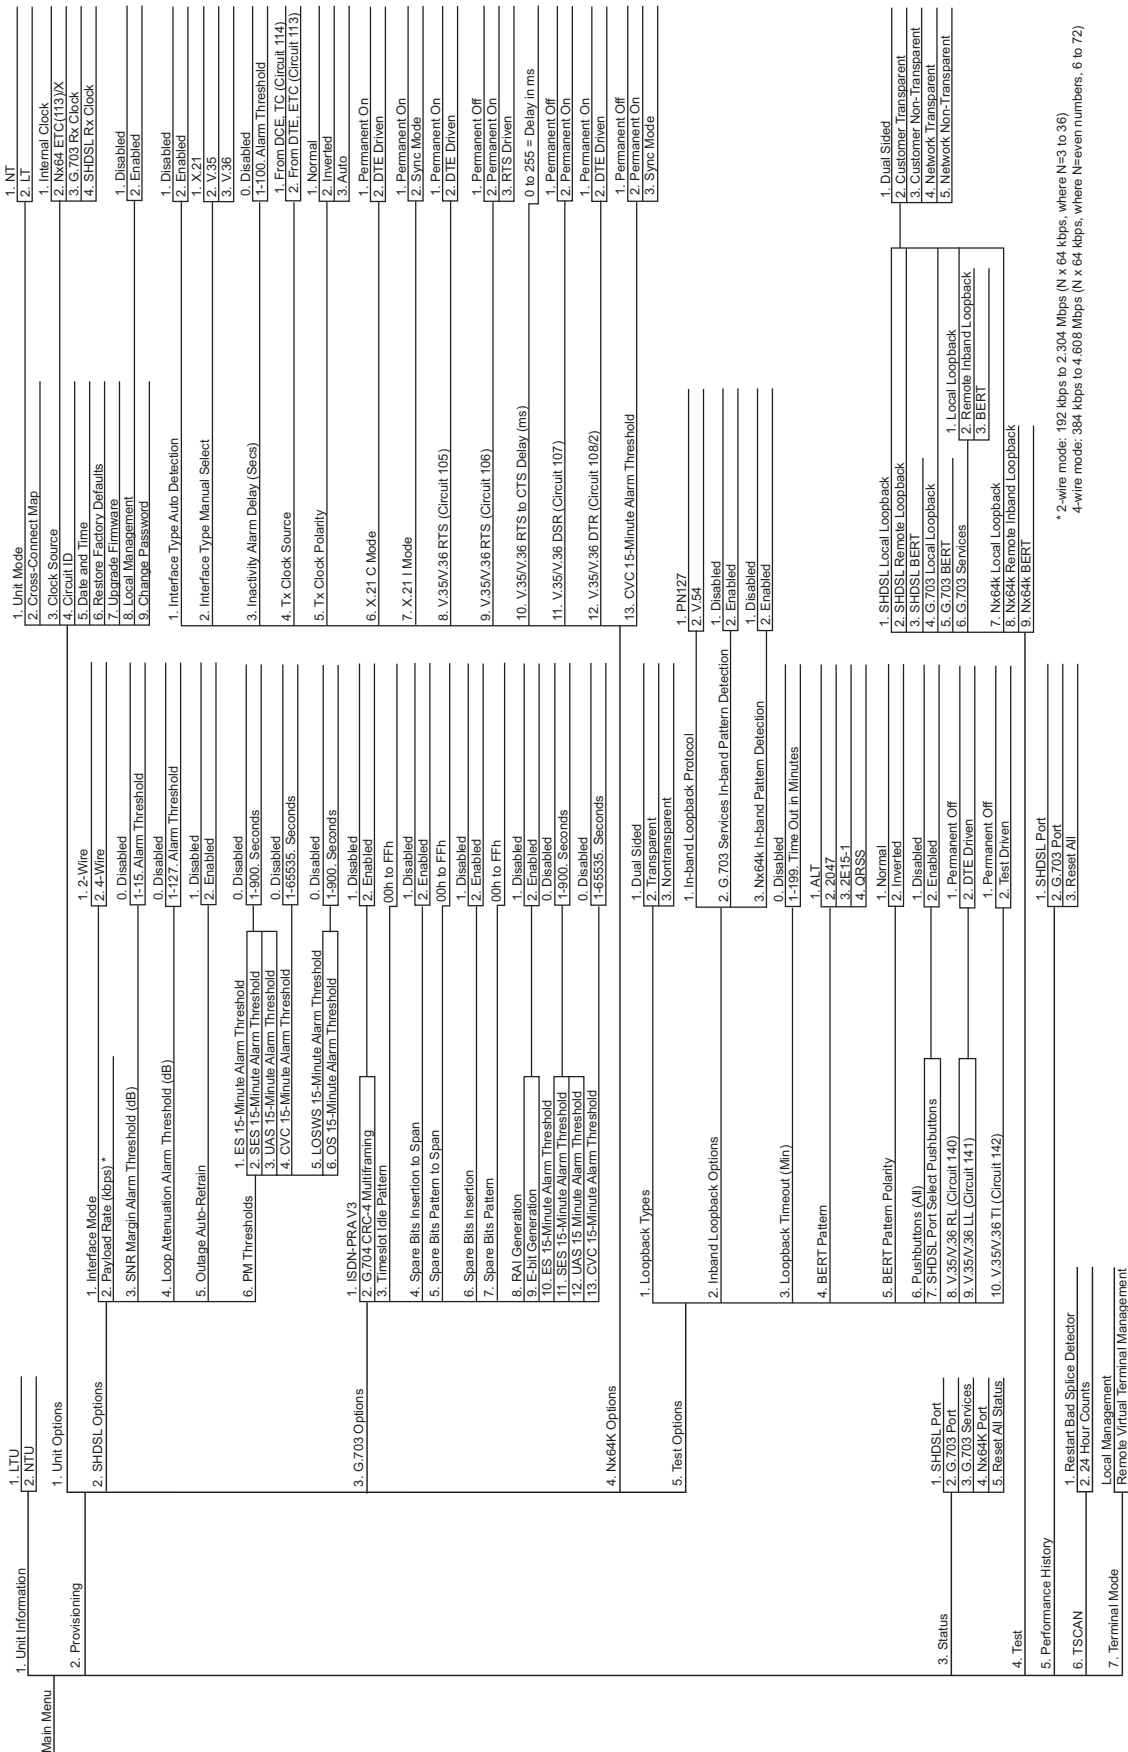 Main Menu
1. Unit Information
1. LTU
2. NTU
2. Provisioning
1. Unit Options
1. Unit Mode
1. NT
2. LT
2. Cross-Connect Map
3. Clock Source
1. Internal Clock
2. Nx64 ETC(113)/X
3. G.703 Rx Clock
4. SHDSL Rx Clock
4. Circuit ID
5. Date and Time
6. Restore Factory Defaults
7. Upgrade Firmware
8. Local Management
1. Disabled
2. Enabled
9. Change Password
2. SHDSL Options
1. Interface Mode
1. 2-Wire
2. 4-Wire
2. Payload Rate (kbps) *
3. SNR Margin Alarm Threshold (dB)
0. Disabled
1-15. Alarm Threshold
4. Loop Attenuation Alarm Threshold (dB)
0. Disabled
1-127. Alarm Threshold
5. Outage Auto-Retrain
1. Disabled
2. Enabled
6. PM Thresholds
1. ES 15-Minute Alarm Threshold
2. SES 15-Minute Alarm Threshold
3. UAS 15-Minute Alarm Threshold
0. Disabled
1-900. Seconds
4. CVC 15-Minute Alarm Threshold
0. Disabled
1-65535. Seconds
5. LOSWS 15-Minute Alarm Threshold
6. OS 15-Minute Alarm Threshold
0. Disabled
1-900. Seconds
3. G.703 Options
1. ISDN-PRA V3
2. G.704 CRC-4 Multiframing
1. Disabled
2. Enabled
3. Timeslot Idle Pattern
00h to FFh
4. Spare Bits Insertion to Span
1. Disabled
2. Enabled
5. Spare Bits Pattern to Span
00h to FFh
6. Spare Bits Insertion
1. Disabled
2. Enabled
7. Spare Bits Pattern
00h to FFh
8. RAI Generation
9. E-bit Generation
1. Disabled
2. Enabled
10. ES 15-Minute Alarm Threshold
11. SES 15-Minute Alarm Threshold
12. UAS 15 Minute Alarm Threshold
0. Disabled
1-900. Seconds
13. CVC 15-Minute Alarm Threshold
0. Disabled
1-65535. Seconds
4. Nx64K Options
1. Interface Type Auto Detection
1. Disabled
2. Enabled
2. Interface Type Manual Select
1. X.21
2. V.35
3. V.36
3. Inactivity Alarm Delay (Secs)
0. Disabled
1-100. Alarm Threshold
4. Tx Clock Source
1. From DCE, TC (Circuit 114)
2. From DTE, ETC (Circuit 113)
5. Tx Clock Polarity
1. Normal
2. Inverted
3. Auto
6. X.21 C Mode
1. Permanent On
2. DTE Driven
7. X.21 I Mode
1. Permanent On
2. Sync Mode
8. V.35/V.36 RTS (Circuit 105)
1. Permanent On
2. DTE Driven
9. V.35/V.36 RTS (Circuit 106)
1. Permanent Off
2. Permanent On
3. RTS Driven
10. V.35/V.36 RTS to CTS Delay (ms)
0 to 255 = Delay in ms
11. V.35/V.36 DSR (Circuit 107)
1. Permanent Off
2. Permanent On
12. V.35/V.36 DTR (Circuit 108/2)
1. Permanent On
2. DTE Driven
13. CVC 15-Minute Alarm Threshold
1. Permanent Off
2. Permanent On
3. Sync Mode
5. Test Options
1. Loopback Types
1. Dual Sided
2. Transparent
3. Nontransparent
2. Inband Loopback Options
1. In-band Loopback Protocol
1. PN127
2. V.54
2. G.703 Services In-band Pattern Detection
1. Disabled
2. Enabled
3. Nx64k In-band Pattern Detection
1. Disabled
2. Enabled
3. Loopback Timeout (Min)
0. Disabled
1-199. Time Out in Minutes
4. BERT Pattern
1. ALT
2. 2047
3. 2E15-1
4. QRSS
5. BERT Pattern Polarity
1. Normal
2. Inverted
6. Pushbuttons (All)
7. SHDSL Port Select Pushbuttons
1. Disabled
2. Enabled
8. V.35/V.36 RL (Circuit 140)
9. V.35/V.36 LL (Circuit 141)
1. Permanent Off
2. DTE Driven
10. V.35/V.36 TI (Circuit 142)
1. Permanent Off
2. Test Driven
3. Status
1. SHDSL Port
2. G.703 Port
3. G.703 Services
4. Nx64K Port
5. Reset All Status
4. Test
1. SHDSL Local Loopback
2. SHDSL Remote Loopback
3. SHDSL BERT
4. G.703 Local Loopback
5. G.703 BERT
6. G.703 Services
1. Local Loopback
2. Remote Inband Loopback
3. BERT
7. Nx64k Local Loopback
8. Nx64k Remote Inband Loopback
9. Nx64k BERT
1. Dual Sided
2. Customer Transparent
3. Customer Non-Transparent
4. Network Transparent
5. Network Non-Transparent
5. Performance History
1. SHDSL Port
2. G.703 Port
3. Reset All
6. TSCAN
1. Restart Bad Splice Detector
2. 24 Hour Counts
7. Terminal Mode
Local Management
Remote Virtual Terminal Management
* 2-wire mode: 192 kbps to 2.304 Mbps (N x 64 kbps, where N=3 to 36)
4-wire mode: 384 kbps to 4.608 Mbps (N x 64 kbps, where N=even numbers, 6 to 72)